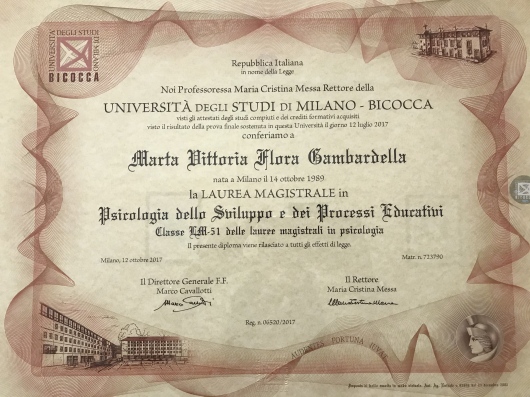 UNIVERSITÀ
DEGLI STUDI
DI MILANO
BICOCCA
Repubblica Italiana
in nome della Legge
Noi Professoressa Maria Cristina Messa Rettore della
UNIVERSITÀ DEGLI STUDI DI MILANO - BICOCCA
visti gli attestati degli studi compiuti e dei crediti formativi acquisiti
visto il risultato della prova finale sostenuta in questa Università il giorno 12 luglio 2017
conferiamo a
Marta Vittoria Flora Gambardella
nata a Milano il 14 ottobre 1989
la LAUREA MAGISTRALE in
Psicologia dello Sviluppo e dei Processi Educativi
Classe LM-51 delle lauree magistrali in psicologia
Il presente diploma viene rilasciato a tutti gli effetti di legge.
Milano, 12 ottobre 2017
Matr. n. 723790
Il Direttore Generale F.F.
Marco Cavallotti
Il Rettore
Maria Cristina Messa
Reg. n. 06520/2017
AUDENTES FORTUNA IUVAT